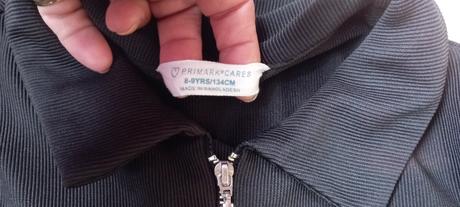 PRIMARK®CARES
8-9YRS/134CM
MADE IN BANGLADESH